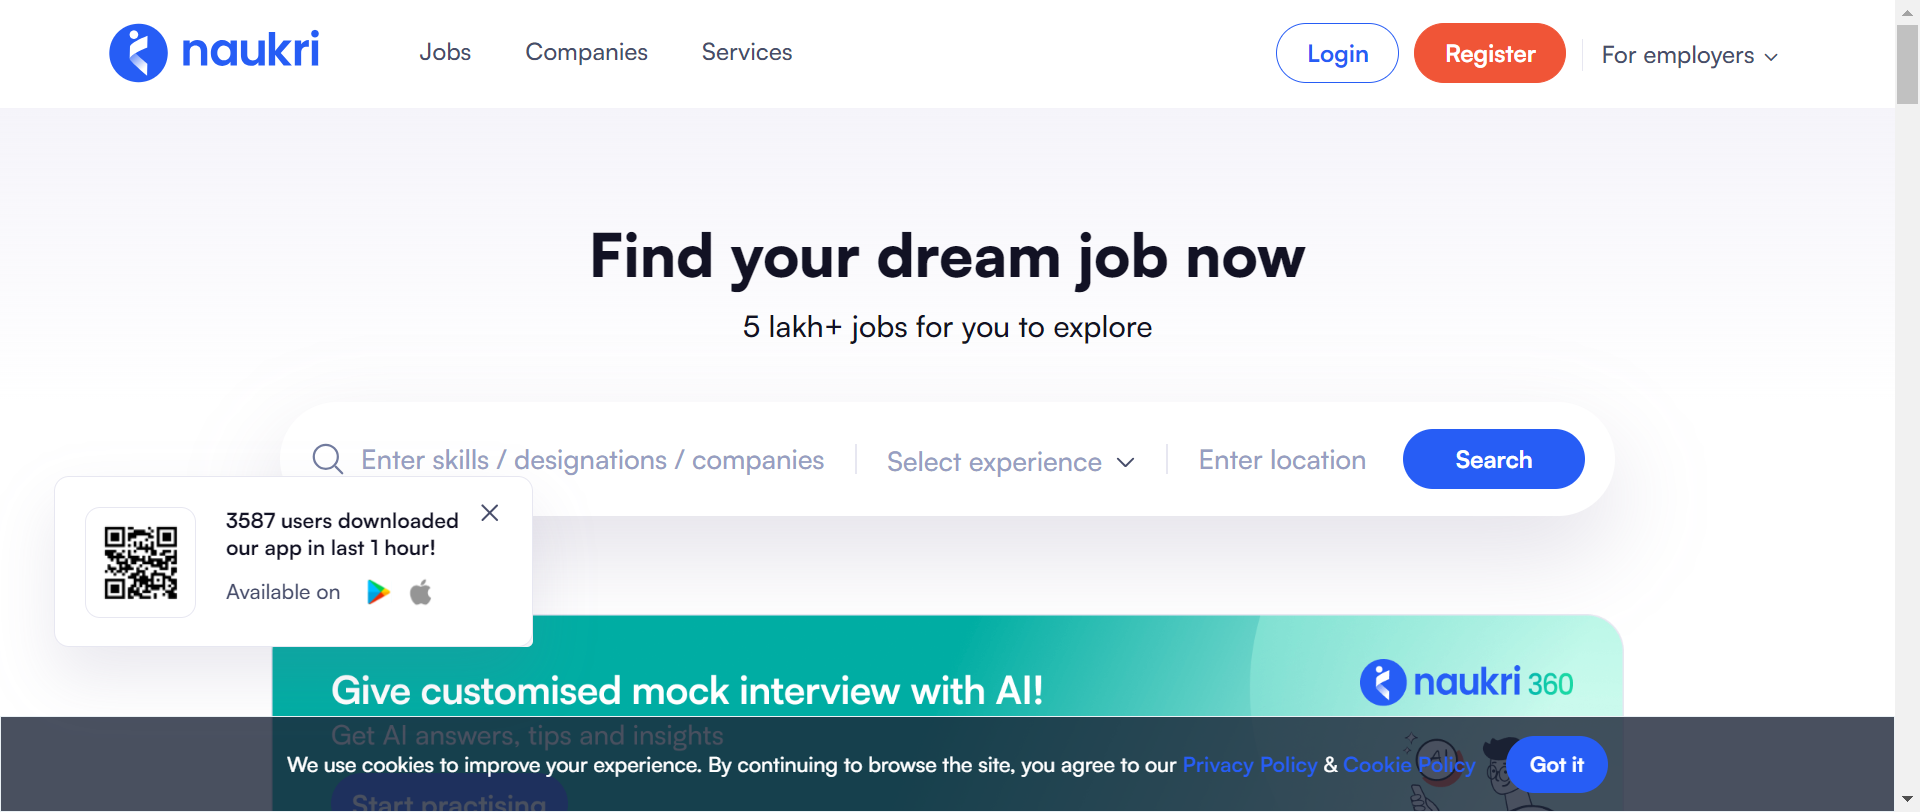 naukri
Jobs
Companies
Services
Login
Register
For employers
Find your dream job now
5 lakh+ jobs for you to explore
Enter skills / designations / companies
Select experience
Enter location
Search
3587 users downloaded
our app in last 1 hour!
Available on
Give customised mock interview with AI!
naukri 360
Get AI answers, tips and insights
AI
We use cookies to improve your experience. By continuing to browse the site, you agree to our Privacy Policy & Cookie Policy
Got it
Start practising